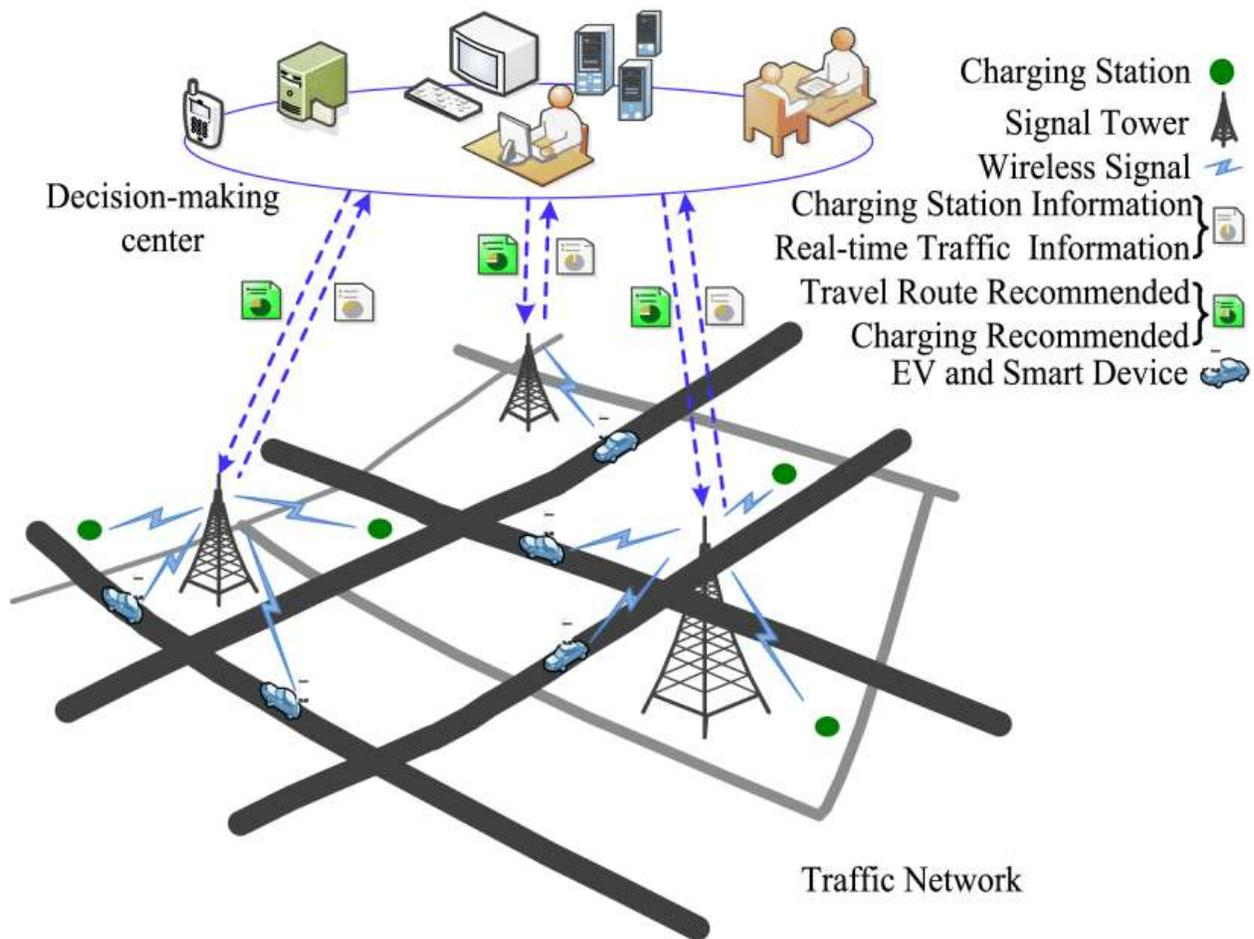 Decision-making
center
Charging Station
Signal Tower
Wireless Signal
Charging Station Information
Real-time Traffic Information
Travel Route Recommended
Charging Recommended
EV and Smart Device
Traffic Network